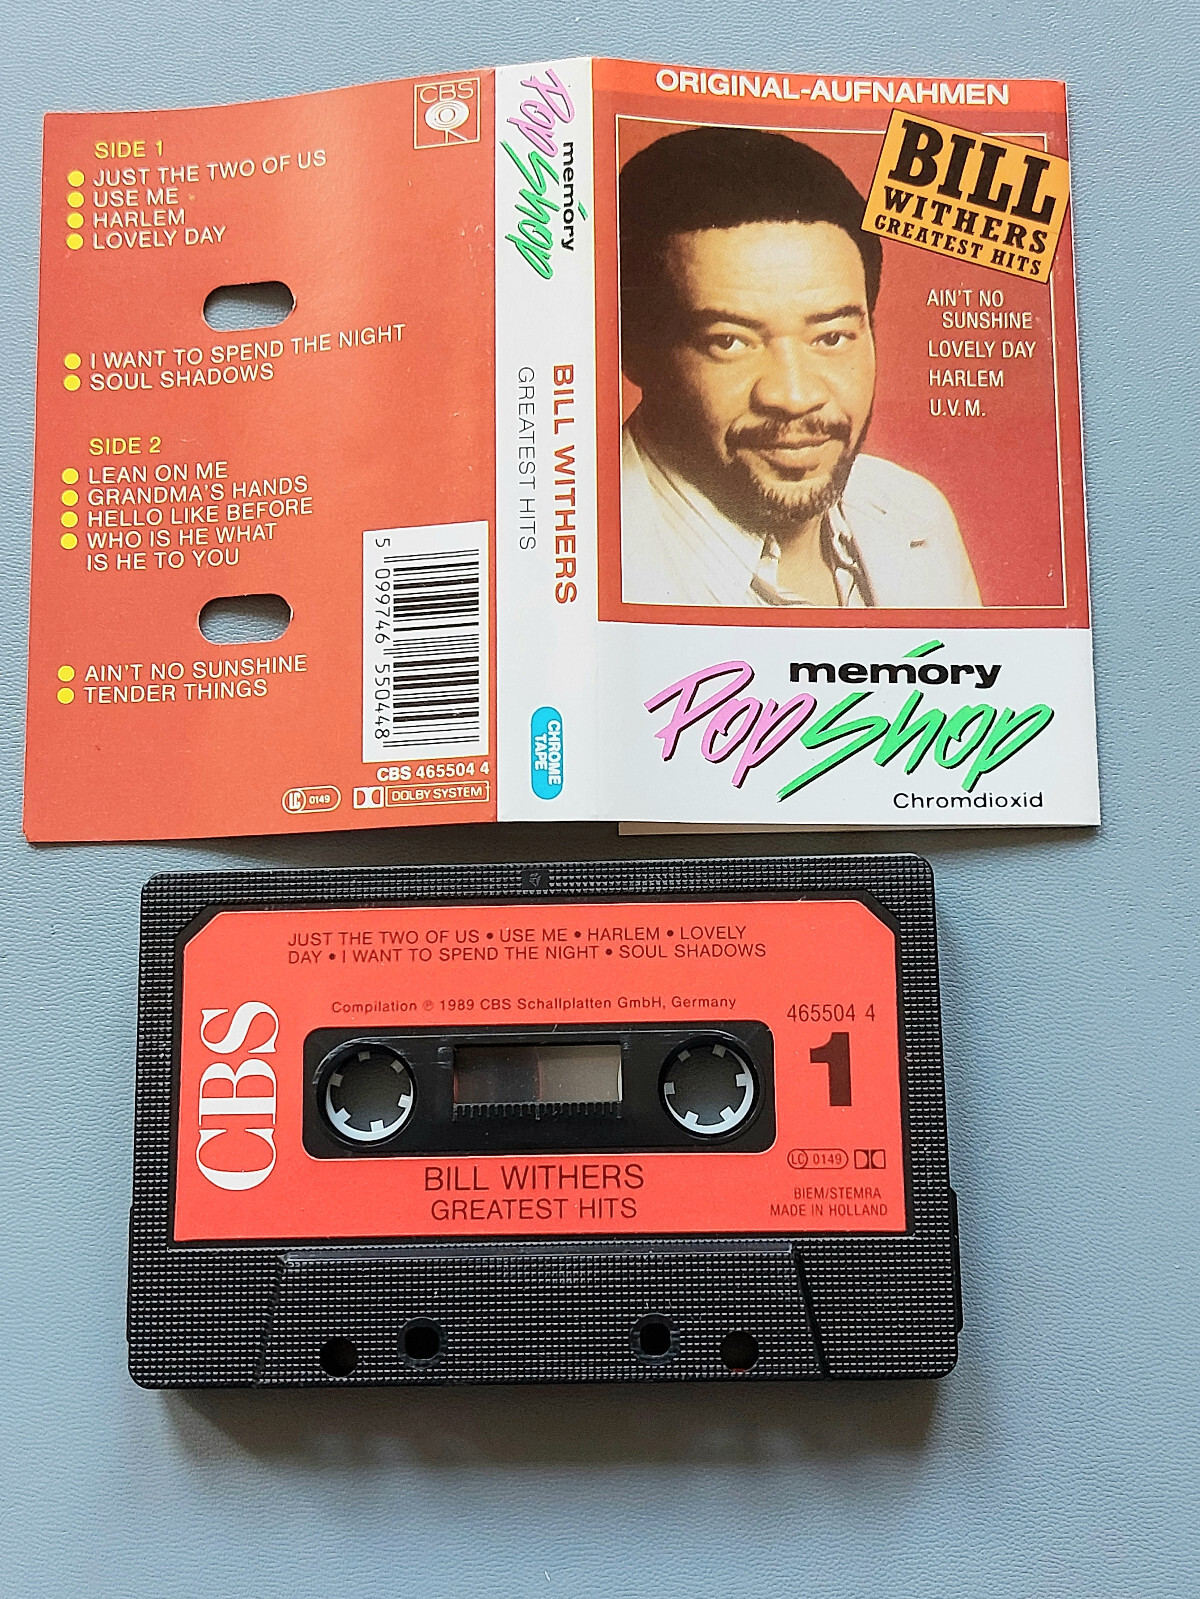 CBS
SIDE 1
JUST THE TWO OF US
USE ME
HARLEM
LOVELY DAY
I WANT TO SPEND THE NIGHT
SOUL SHADOWS
SIDE 2
LEAN ON ME
GRANDMA'S HANDS
HELLO LIKE BEFORE
WHO IS HE WHAT
IS HE TO YOU
AIN'T NO SUNSHINE
TENDER THINGS
5 099746 550448
CBS 465504 4
LC 0149 DOLBY SYSTEM
memory
Pop Shop
BILL WITHERS
GREATEST HITS
CHROME
TAPE
ORIGINAL-AUFNAHMEN
BILL
WITHERS
GREATEST HITS
AIN'T NO
SUNSHINE
LOVELY DAY
HARLEM
U.V.M.
memory
Pop Shop
Chromdioxid
JUST THE TWO OF US • USE ME • HARLEM • LOVELY
DAY • I WANT TO SPEND THE NIGHT • SOUL SHADOWS
Compilation ℗ 1989 CBS Schallplatten GmbH, Germany
465504 4
1
CBS
LC 0149
BILL WITHERS
GREATEST HITS
BIEM/STEMRA
MADE IN HOLLAND